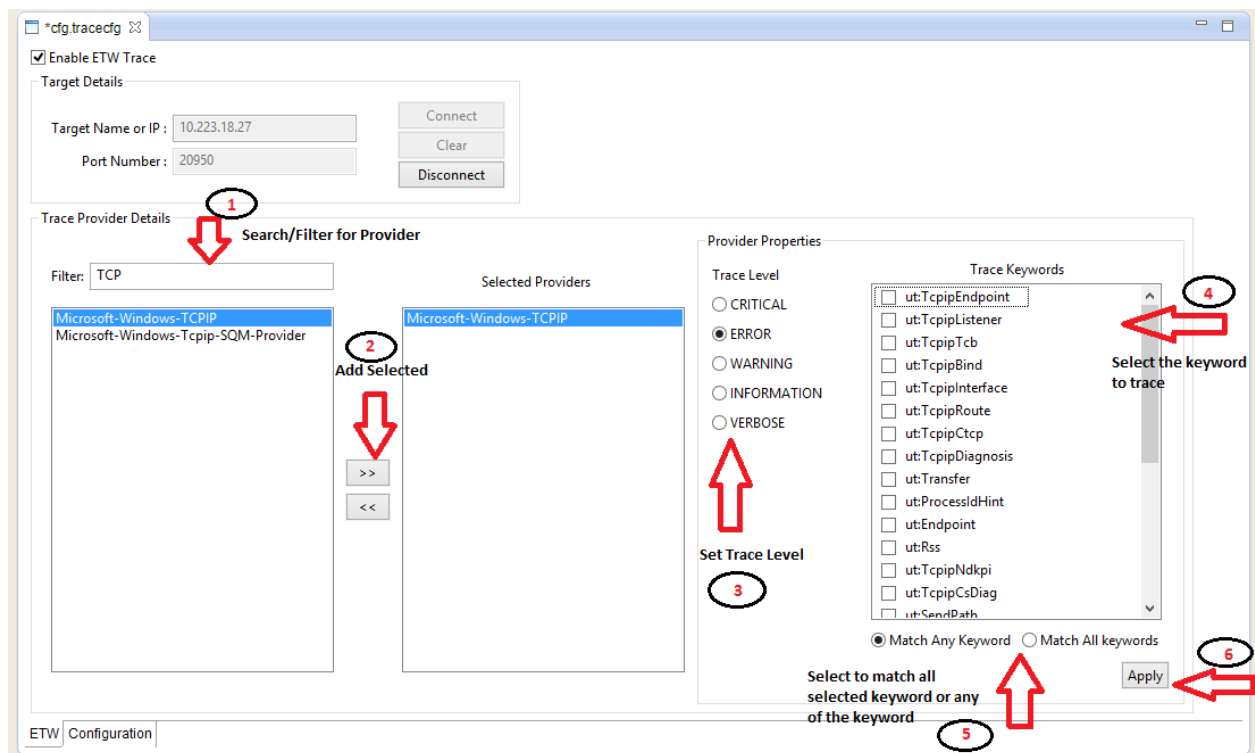 *cfg.tracecfg
Enable ETW Trace
Target Details
Target Name or IP : 10.223.18.27
Port Number : 20950
Connect
Clear
Disconnect
1
Trace Provider Details
Search/Filter for Provider
Filter: TCP
Microsoft-Windows-TCPIP
Microsoft-Windows-Tcpip-SQM-Provider
2
Add Selected
>>
<<
Selected Providers
Microsoft-Windows-TCPIP
Provider Properties
Trace Level
CRITICAL
ERROR
WARNING
INFORMATION
VERBOSE
Set Trace Level
3
Trace Keywords
ut:TcpipEndpoint
ut:TcpipListener
ut:TcpipTcb
ut:TcpipBind
ut:TcpipInterface
ut:TcpipRoute
ut:TcpipCtcp
ut:TcpipDiagnosis
ut:Transfer
ut:ProcessIdHint
ut:Endpoint
ut:Rss
ut:TcpipNdkpi
ut:TcpipCsDiag
ut:SendPath
4
Select the keyword
to trace
Match Any Keyword
Match All keywords
Select to match all
selected keyword or any
of the keyword
5
6
Apply
ETW
Configuration